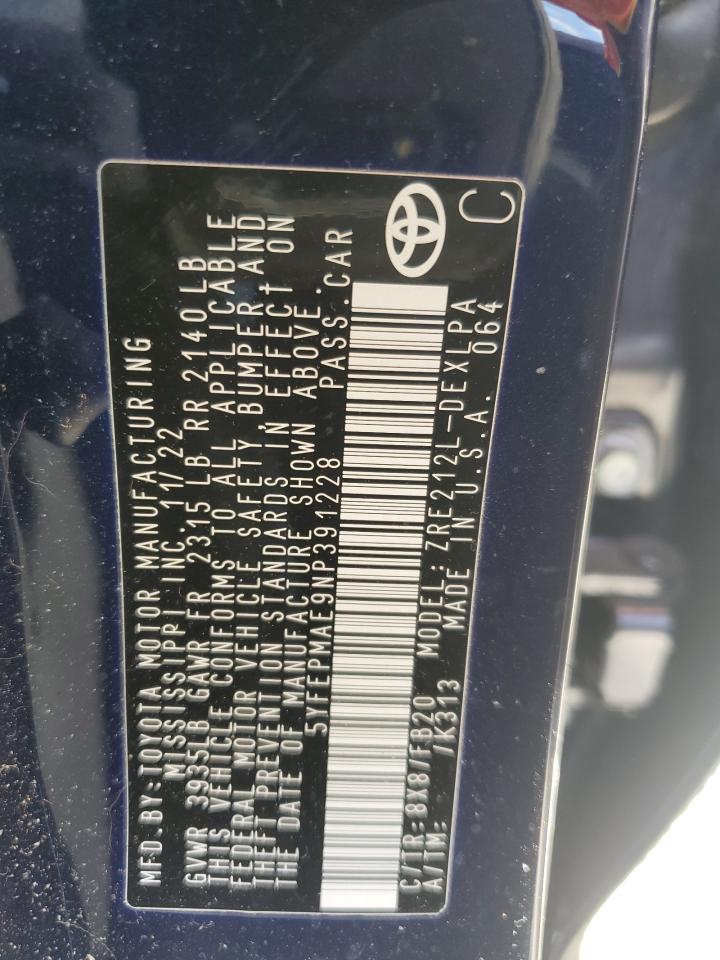 MFD.BY:TOYOTA MOTOR MANUFACTURING
MISSISSIPPI INC. 11/22
GVWR 3935LB GAWR FR 2315 LB RR 2140LB
THIS VEHICLE CONFORMS TO ALL APPLICABLE
FEDERAL MOTOR VEHICLE SAFETY, BUMPER AND
THEFT PREVENTION STANDARDS IN EFFECT ON
THE DATE OF MANUFACTURE SHOWN ABOVE.
5YFEPMAE9NP391228 PASS.CAR
C/TR:8X8/FB20 MODEL:ZRE212L-DEXLPA
A/TM: /K313 MADE IN U.S.A. 064
C